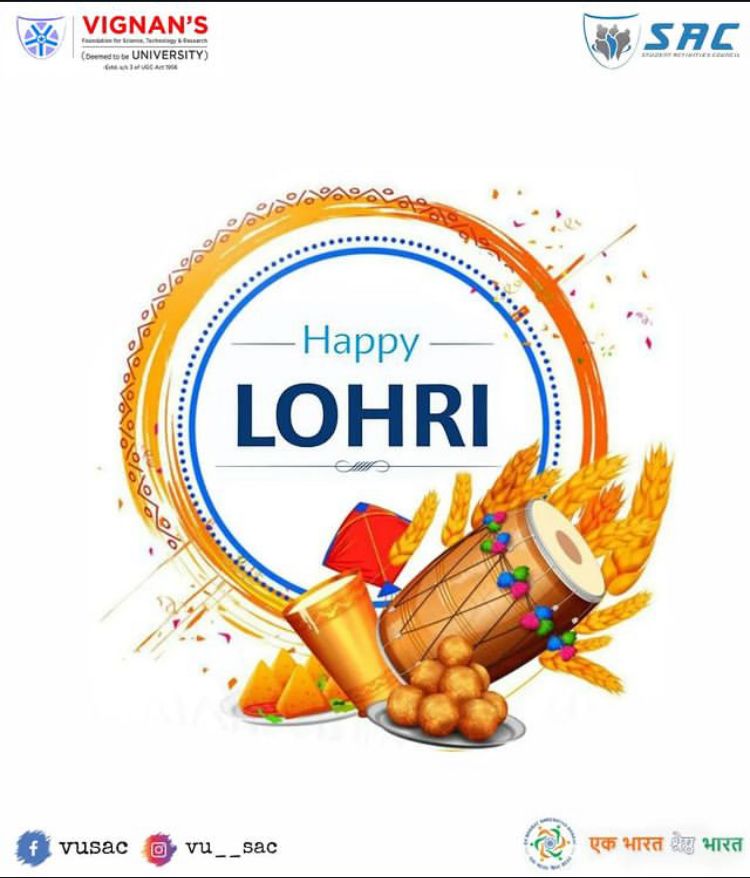 VIGNAN'S
Foundation for Science, Technology & Research
(Deemed to be UNIVERSITY)
-Estd. u/s 3 of UGC Act 1956
SAC
STUDENT ACTIVITIES COUNCIL
Happy
LOHRI
vusac
vu__sac
एक भारत श्रेष्ठ भारत